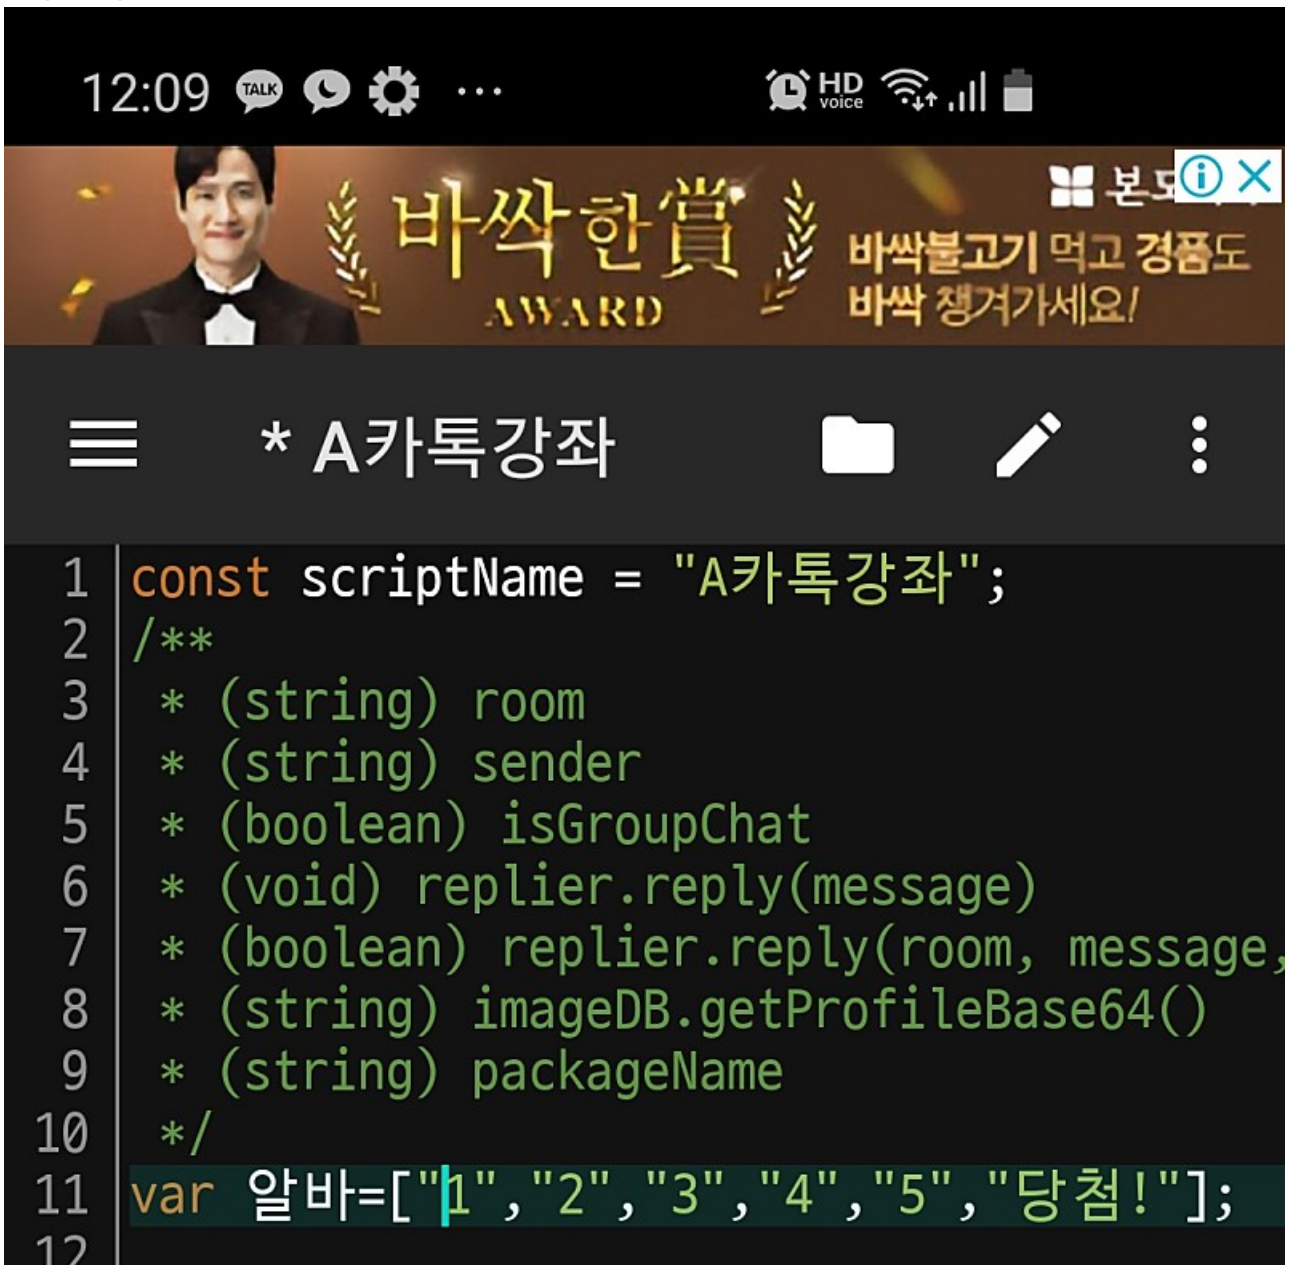 12:09 TALK ... HD voice
바싹한賞
AWARD
바싹불고기 먹고 경품도
바싹 챙겨가세요!
* A카톡강좌
1 const scriptName = "A카톡강좌";
2 /**
3 * (string) room
4 * (string) sender
5 * (boolean) isGroupChat
6 * (void) replier.reply(message)
7 * (boolean) replier.reply(room, message,
8 * (string) imageDB.getProfileBase64()
9 * (string) packageName
10 */
11 var 알바=["1","2","3","4","5","당첨!"];
12